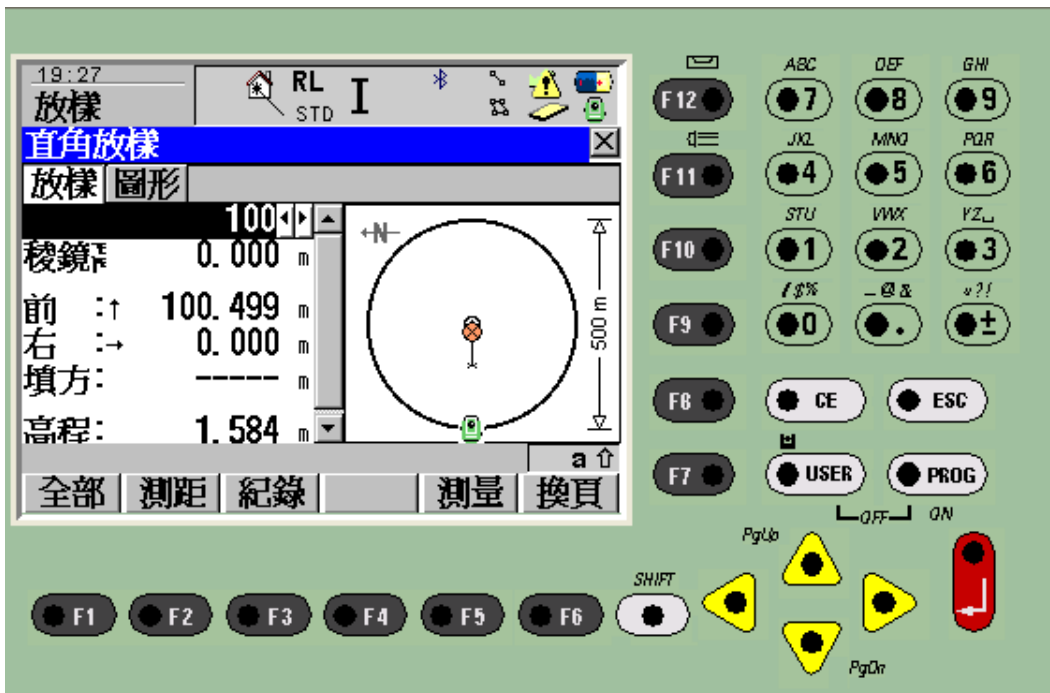 19:27
放樣
RL
STD
I
直角放樣
放樣 圖形
100
稜鏡
0.000 m
前 :↑ 100.499 m
右 :→ 0.000 m
填方: ----- m
高程: 1.584 m
N
500 m
a ⇧
全部 測距 紀錄 測量 換頁
F12 ABC 7 DEF 8 GHI 9
F11 JKL 4 MNO 5 PQR 6
F10 STU 1 VWX 2 YZ␣ 3
F9 /$% 0 _@& . *?! ±
F8 CE ESC
F7 USER PROG
OFF ON
PgUp
SHIFT
F1 F2 F3 F4 F5 F6
PgDn